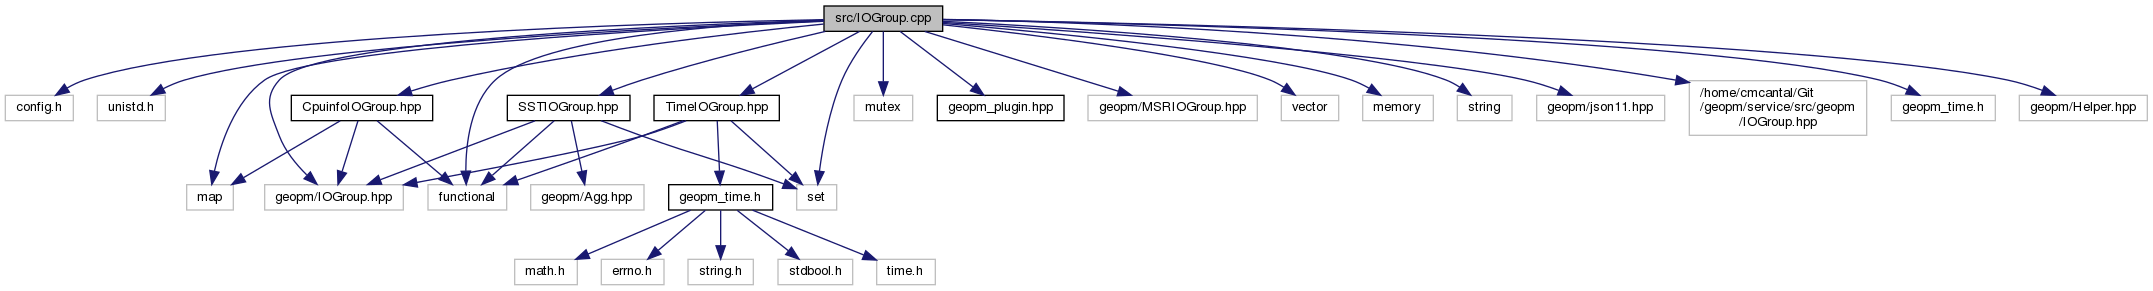 src/IOGroup.cpp
config.h
unistd.h
CpuinfoIOGroup.hpp
SSTIOGroup.hpp
TimeIOGroup.hpp
mutex
geopm_plugin.hpp
geopm/MSRIOGroup.hpp
vector
memory
string
geopm/json11.hpp
/home/cmcantal/Git
/geopm/service/src/geopm
/IOGroup.hpp
geopm_time.h
geopm/Helper.hpp
map
geopm/IOGroup.hpp
functional
geopm/Agg.hpp
geopm_time.h
set
math.h
errno.h
string.h
stdbool.h
time.h